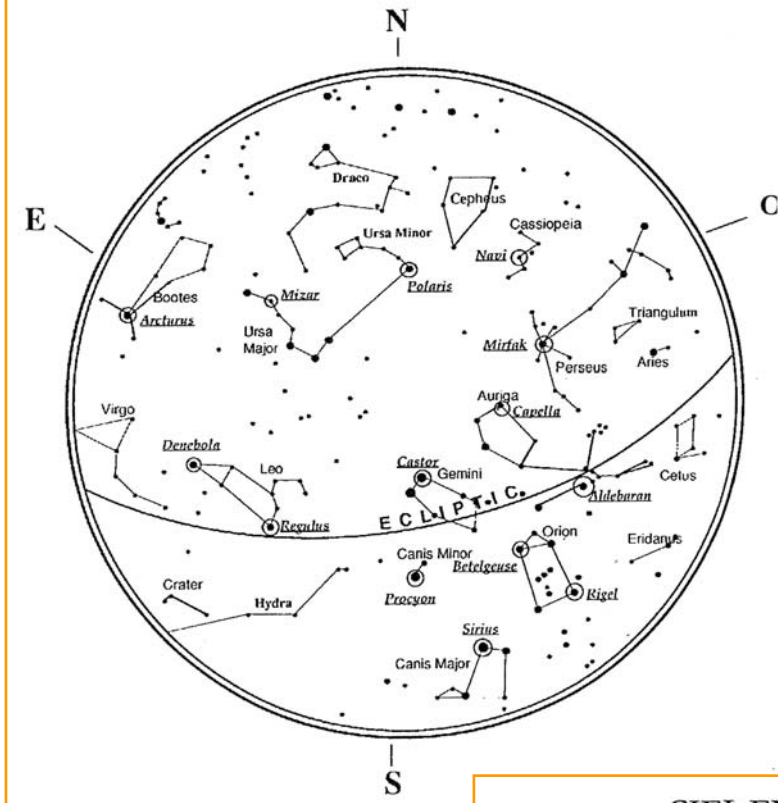 N
Draco
Cepheus
E
O
Cassiopeia
Ursa Minor
Navi
Polaris
Mizar
Bootes
Arcturus
Ursa
Major
Triangulum
Mirfak
Perseus
Aries
Auriga
Capella
Virgo
Denebola
Leo
Castor
Gemini
Cetus
Aldebaran
ECLIPTIC
Regulus
Orion
Eridanus
Canis Minor
Betelgeuse
Crater
Hydra
Procyon
Rigel
Sirius
Canis Major
S